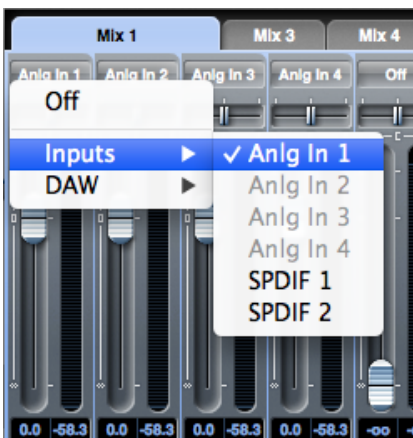 Mix 1 Mix 3 Mix 4
Anlg In 1 Anlg In 2 Anlg In 3 Anlg In 4 Off
Off
Inputs ✓ Anlg In 1
DAW Anlg In 2
Anlg In 3
Anlg In 4
SPDIF 1
SPDIF 2
0.0 -58.3 0.0 -58.3 0.0 -58.3 0.0 -58.3 -oo